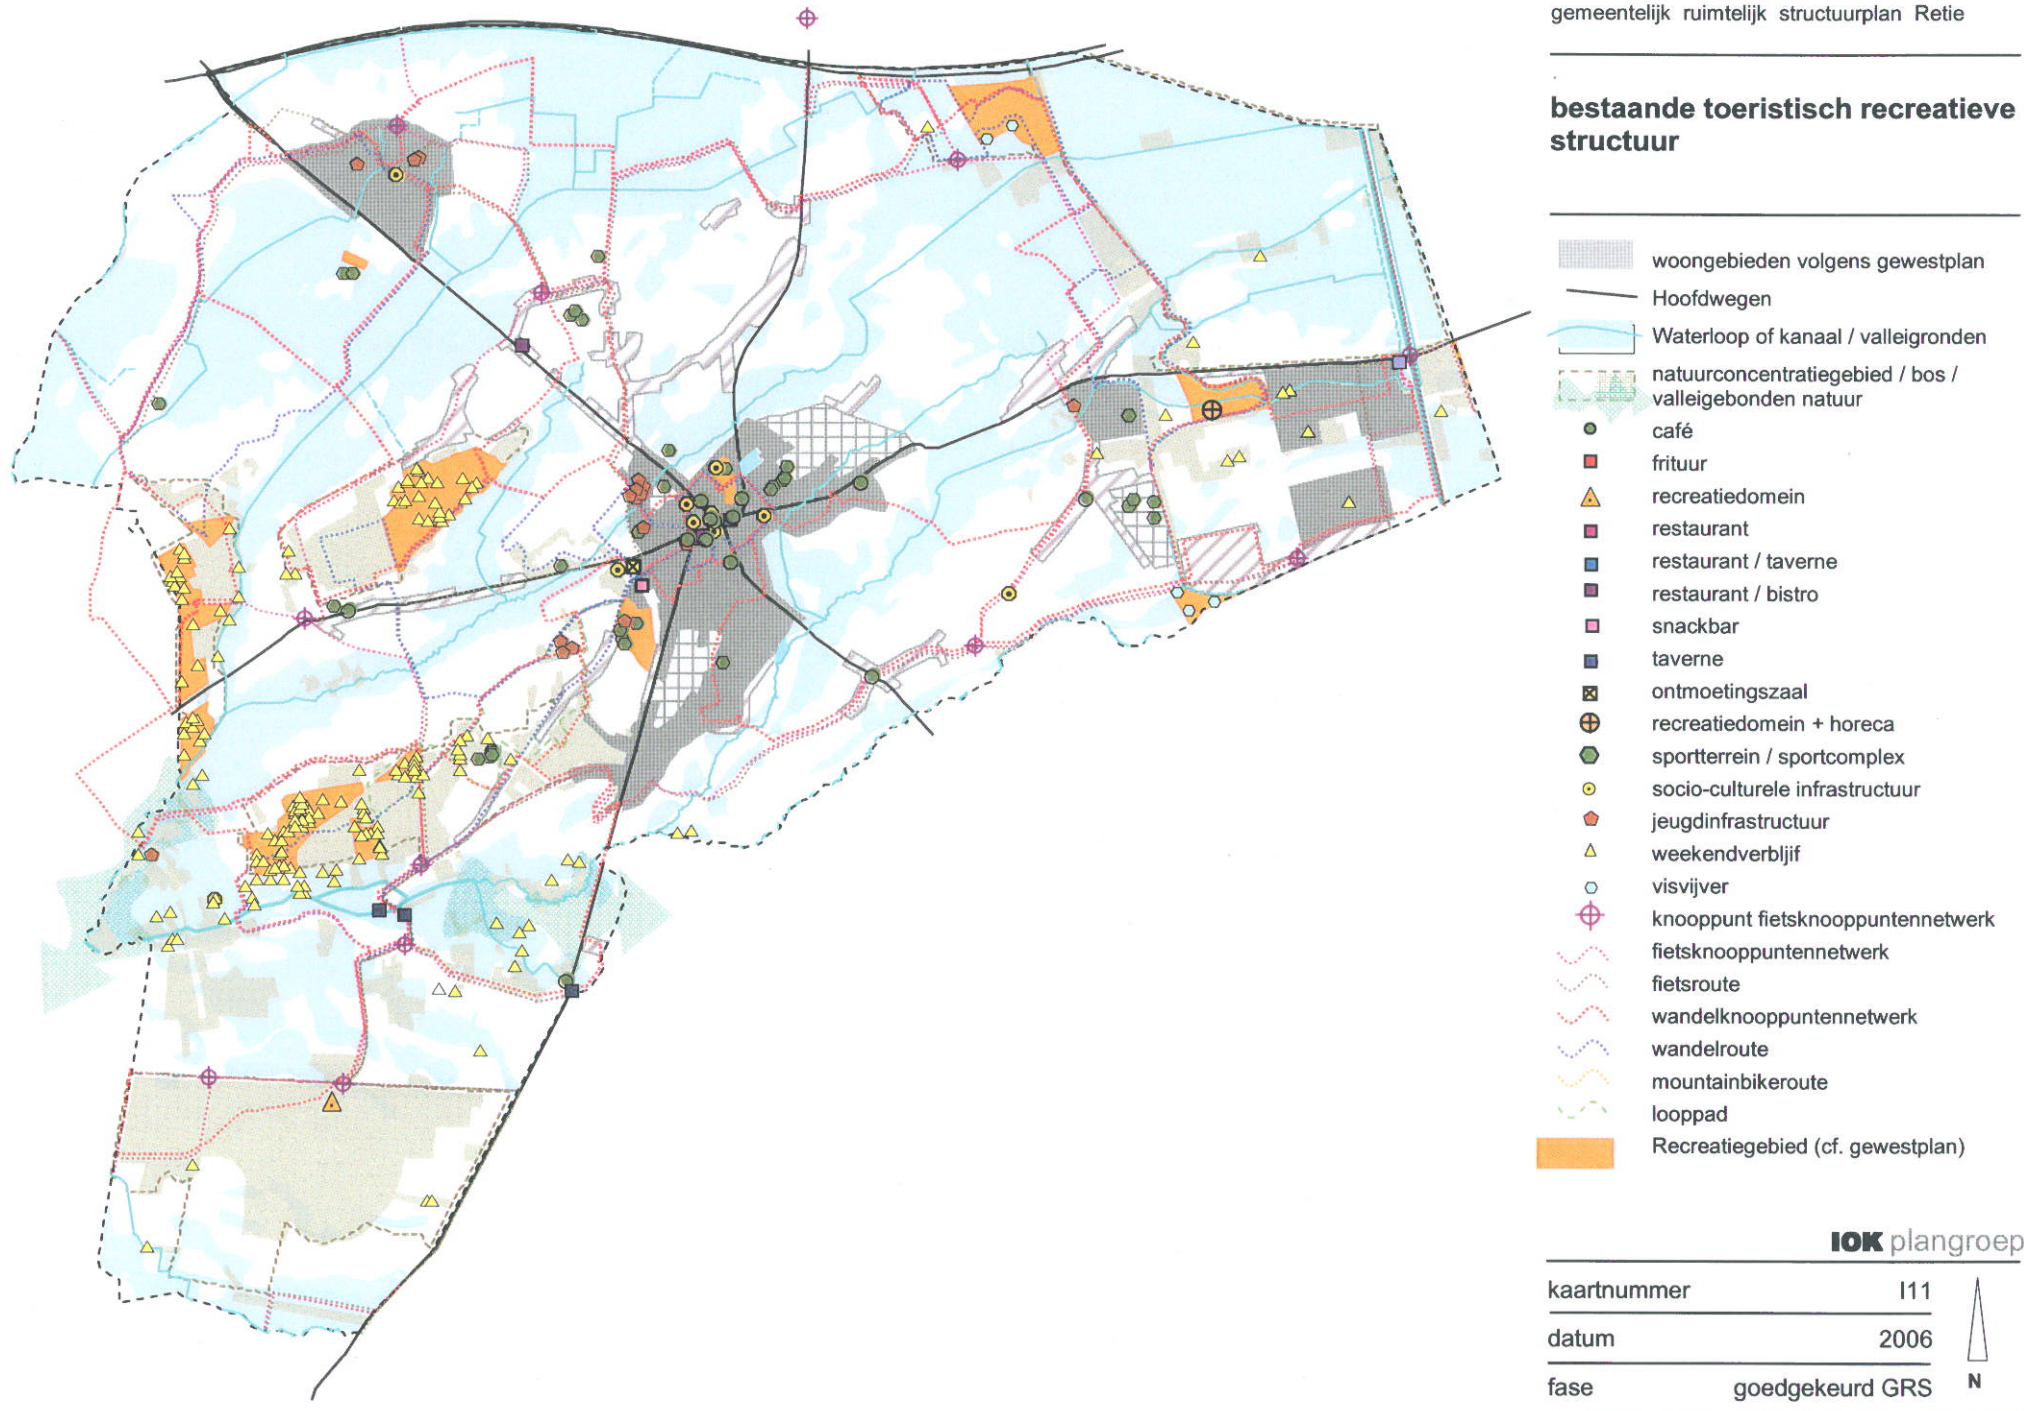 gemeentelijk ruimtelijk structuurplan Retie
bestaande toeristisch recreatieve
structuur
woongebieden volgens gewestplan
Hoofdwegen
Waterloop of kanaal / valleigronden
natuurconcentratiegebied / bos /
valleigebonden natuur
café
frituur
recreatiedomein
restaurant
restaurant / taverne
restaurant / bistro
snackbar
taverne
ontmoetingszaal
recreatiedomein + horeca
sportterrein / sportcomplex
socio-culturele infrastructuur
jeugdinfrastructuur
weekendverbljif
visvijver
knooppunt fietsknooppuntennetwerk
fietsknooppuntennetwerk
fietsroute
wandelknooppuntennetwerk
wandelroute
mountainbikeroute
looppad
Recreatiegebied (cf. gewestplan)
IOK plangroep
kaartnummer I11
datum 2006
fase goedgekeurd GRS
N